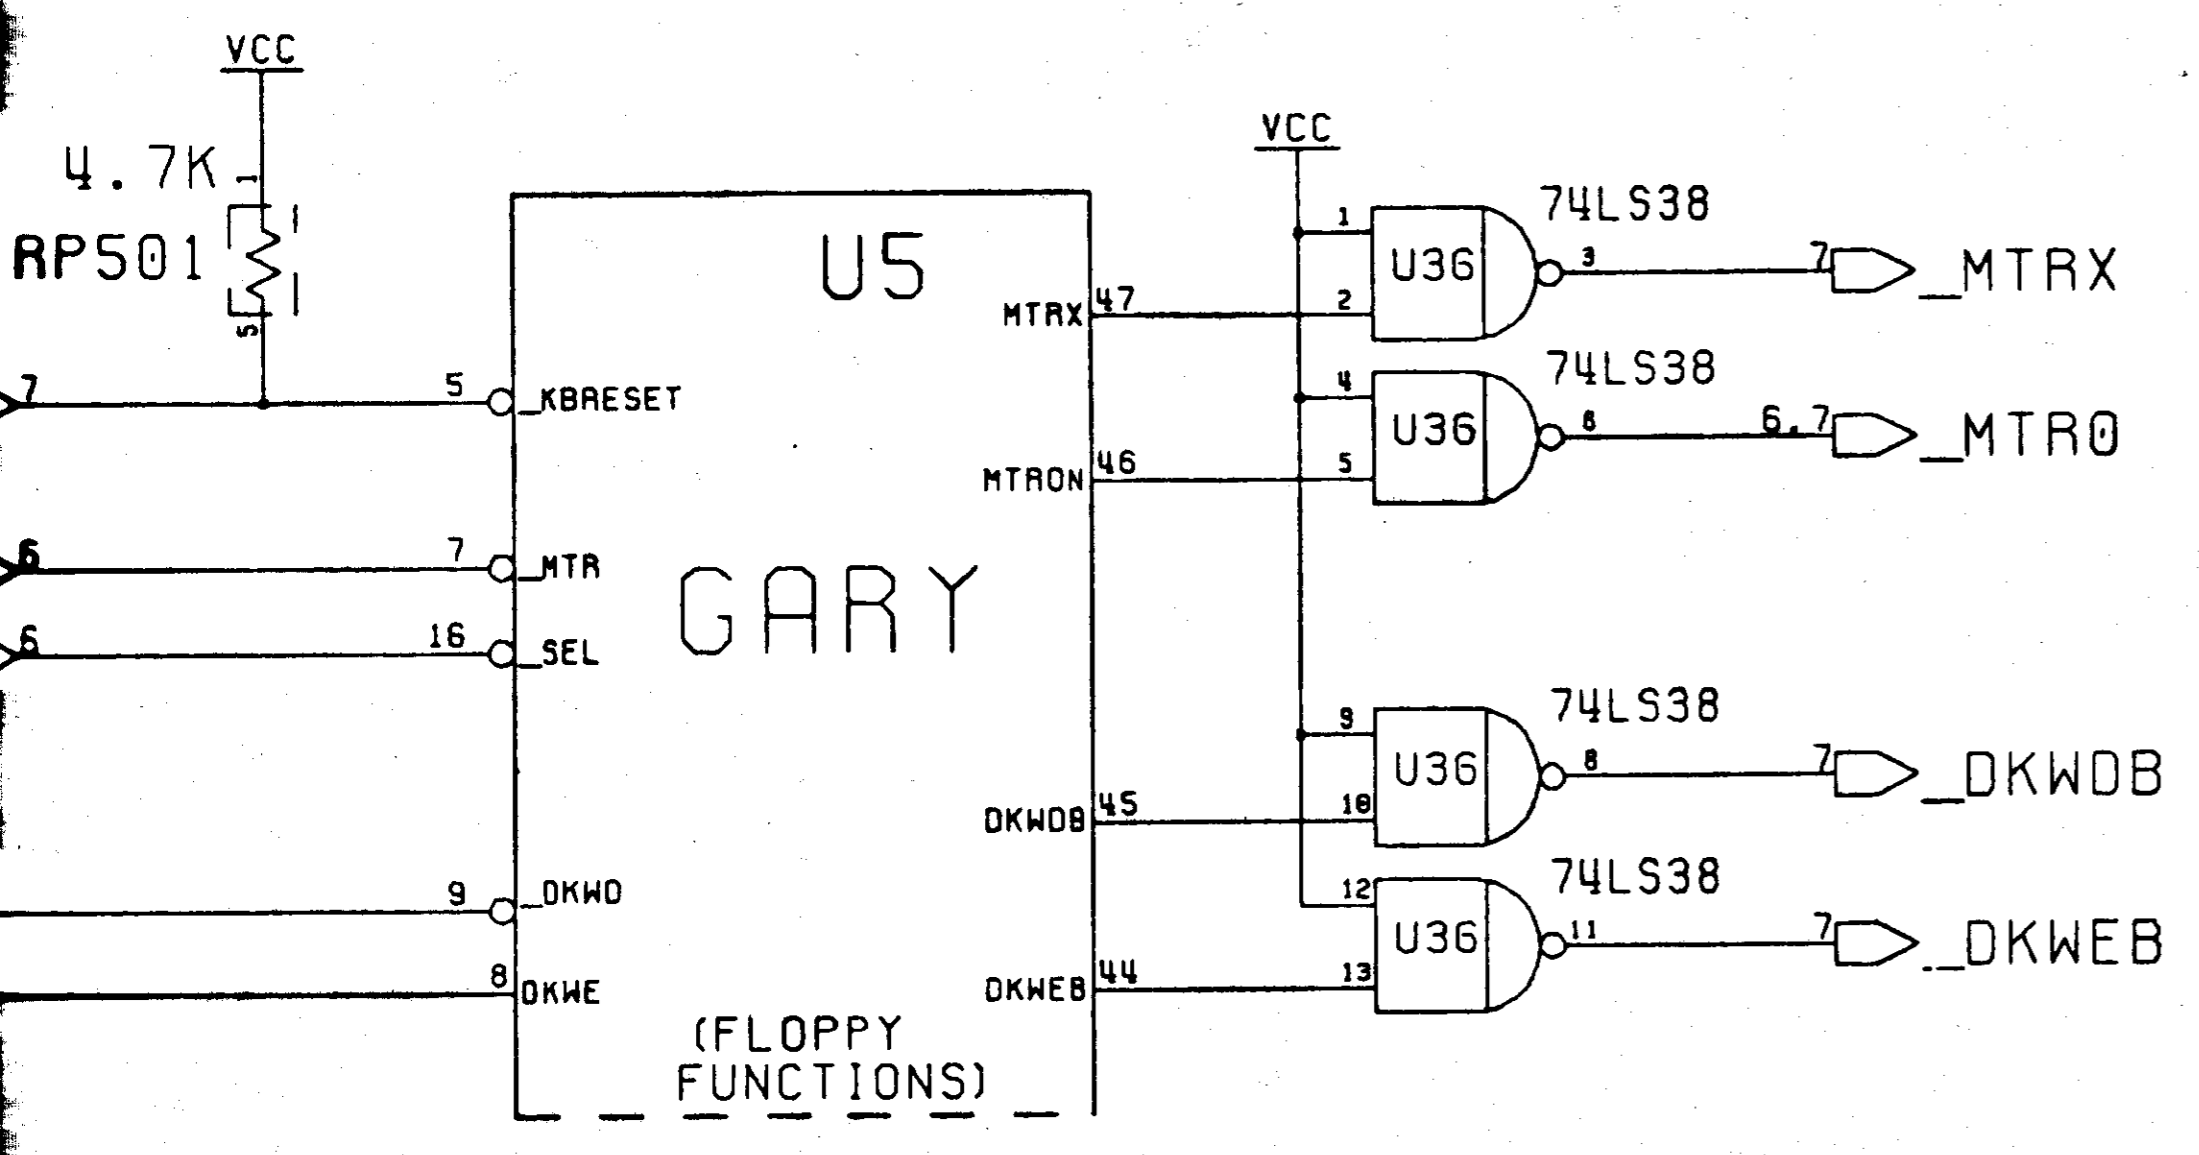 VCC
4.7K
1
RP501
5
7
5
_KBRESET
6
7
_MTR
6
16
_SEL
9
_DKWD
8
DKWE
U5
GARY
(FLOPPY
FUNCTIONS)
MTRX
47
MTRON
46
DKWDB
45
DKWEB
44
VCC
74LS38
1
2
U36
3
7
_MTRX
74LS38
4
5
U36
6
6.7
_MTR0
74LS38
9
10
U36
8
7
_DKWDB
74LS38
12
13
U36
11
7
_DKWEB